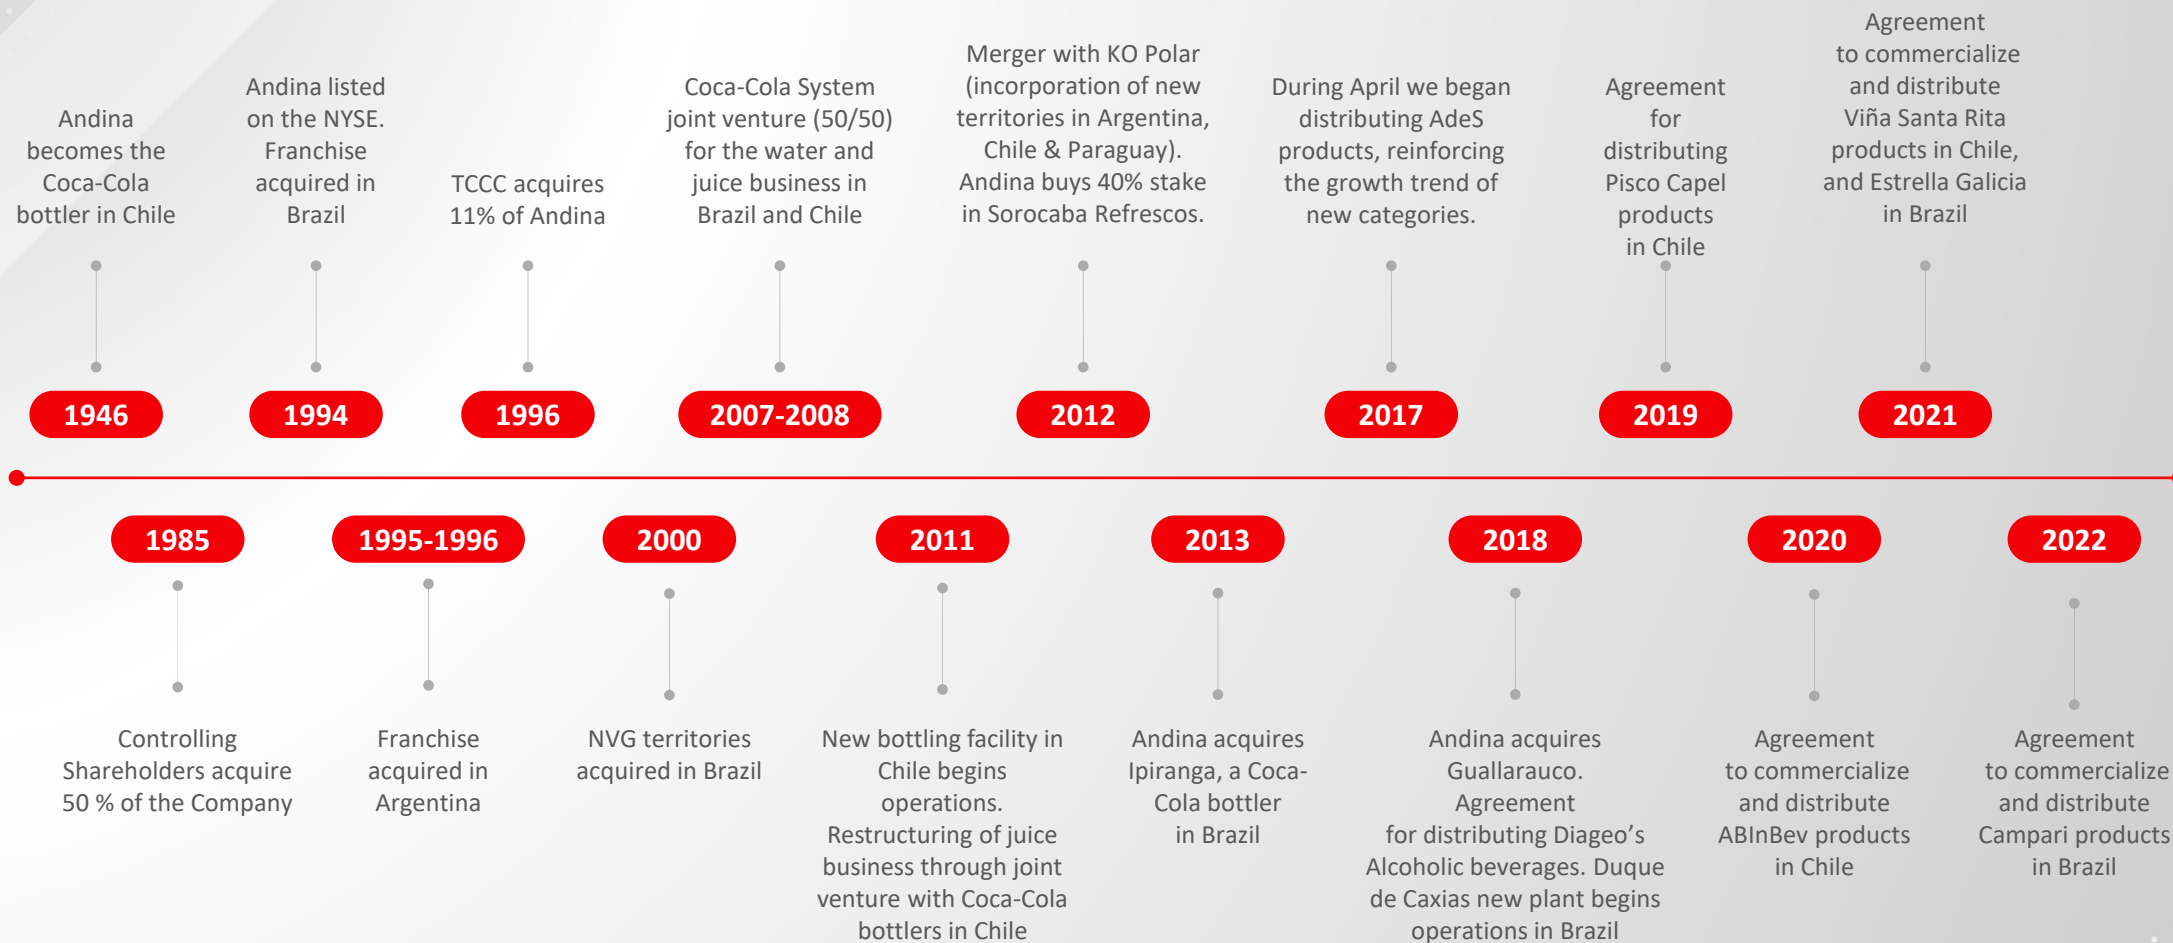 Andina
becomes the
Coca-Cola
bottler in Chile
1946
Andina listed
on the NYSE.
Franchise
acquired in
Brazil
1994
TCCC acquires
11% of Andina
1996
Coca-Cola System
joint venture (50/50)
for the water and
juice business in
Brazil and Chile
2007-2008
Merger with KO Polar
(incorporation of new
territories in Argentina,
Chile & Paraguay).
Andina buys 40% stake
in Sorocaba Refrescos.
2012
During April we began
distributing AdeS
products, reinforcing
the growth trend of
new categories.
2017
Agreement
for
distributing
Pisco Capel
products
in Chile
2019
Agreement
to commercialize
and distribute
Viña Santa Rita
products in Chile,
and Estrella Galicia
in Brazil
2021
1985
Controlling
Shareholders acquire
50 % of the Company
1995-1996
Franchise
acquired in
Argentina
2000
NVG territories
acquired in Brazil
2011
New bottling facility in
Chile begins
operations.
Restructuring of juice
business through joint
venture with Coca-Cola
bottlers in Chile
2013
Andina acquires
Ipiranga, a Coca-
Cola bottler
in Brazil
2018
Andina acquires
Guallarauco.
Agreement
for distributing Diageo’s
Alcoholic beverages. Duque
de Caxias new plant begins
operations in Brazil
2020
Agreement
to commercialize
and distribute
ABInBev products
in Chile
2022
Agreement
to commercialize
and distribute
Campari products
in Brazil